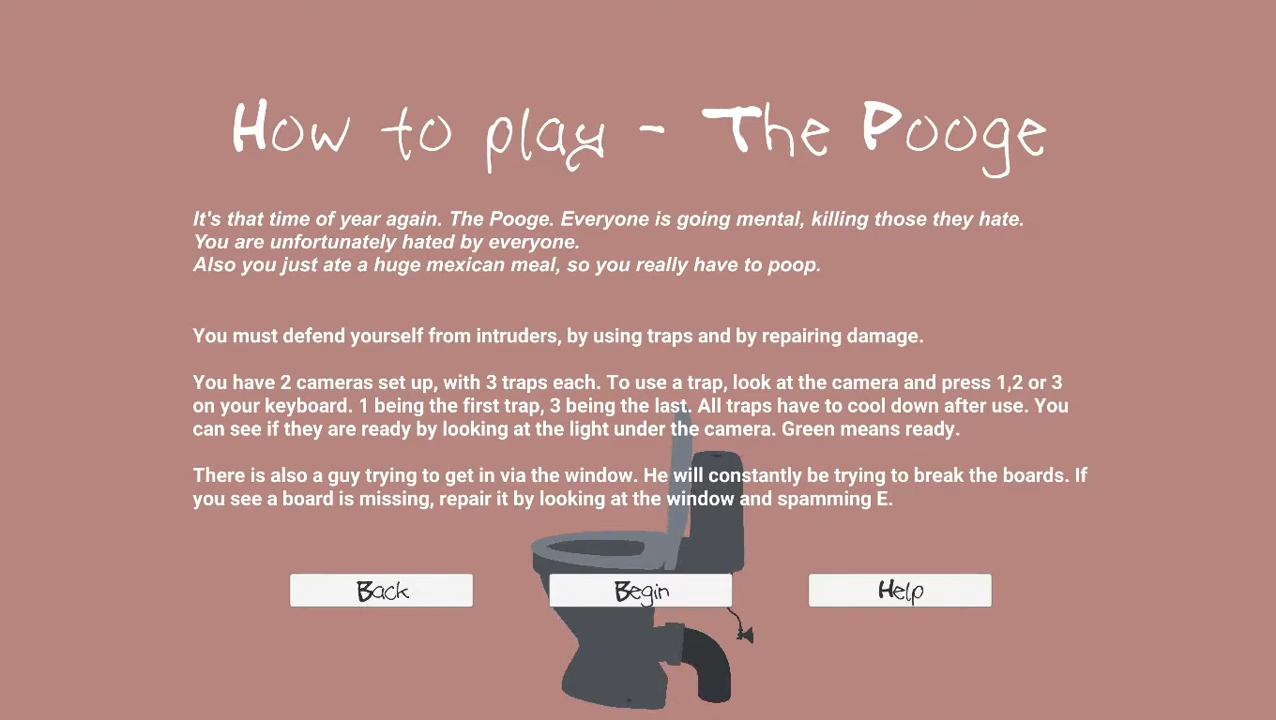 How to play - The Pooge
It's that time of year again. The Pooge. Everyone is going mental, killing those they hate.
You are unfortunately hated by everyone.
Also you just ate a huge mexican meal, so you really have to poop.
You must defend yourself from intruders, by using traps and by repairing damage.
You have 2 cameras set up, with 3 traps each. To use a trap, look at the camera and press 1,2 or 3
on your keyboard. 1 being the first trap, 3 being the last. All traps have to cool down after use. You
can see if they are ready by looking at the light under the camera. Green means ready.
There is also a guy trying to get in via the window. He will constantly be trying to break the boards. If
you see a board is missing, repair it by looking at the window and spamming E.
Back
Begin
Help